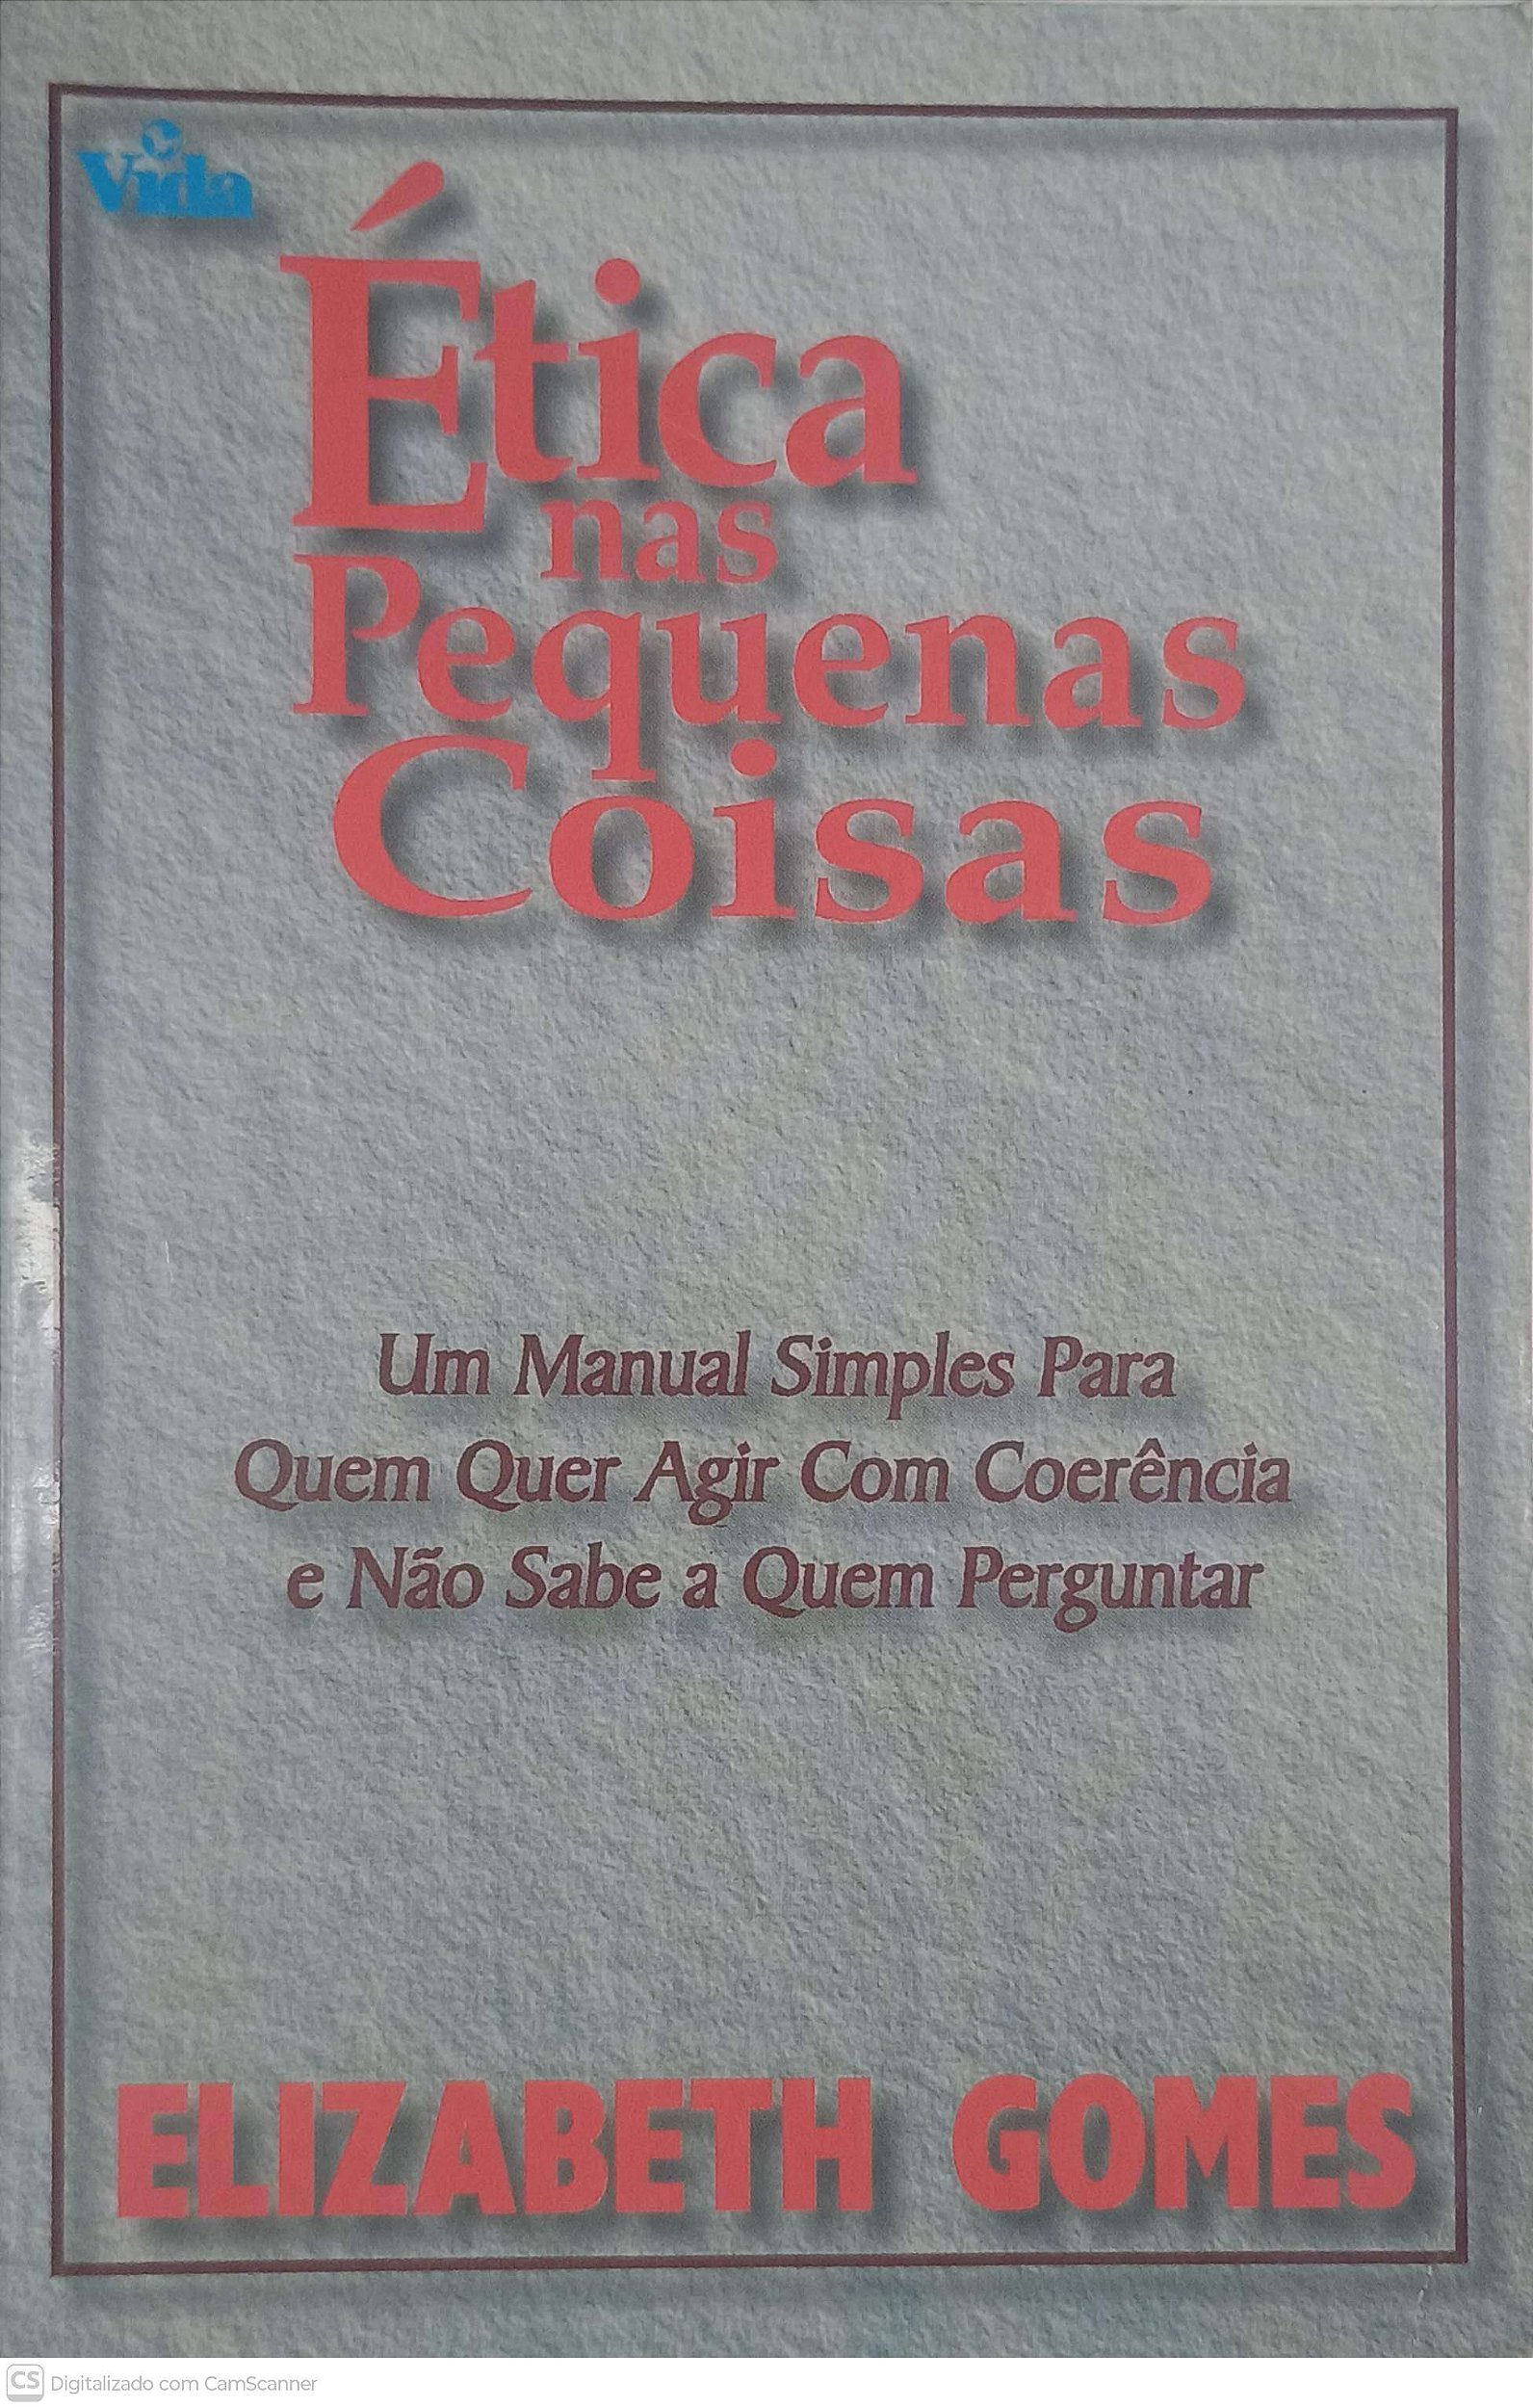 Vida
Ética
nas
Pequenas
Coisas
Um Manual Simples Para
Quem Quer Agir Com Coerência
e Não Sabe a Quem Perguntar
ELIZABETH GOMES
CS Digitalizado com CamScanner